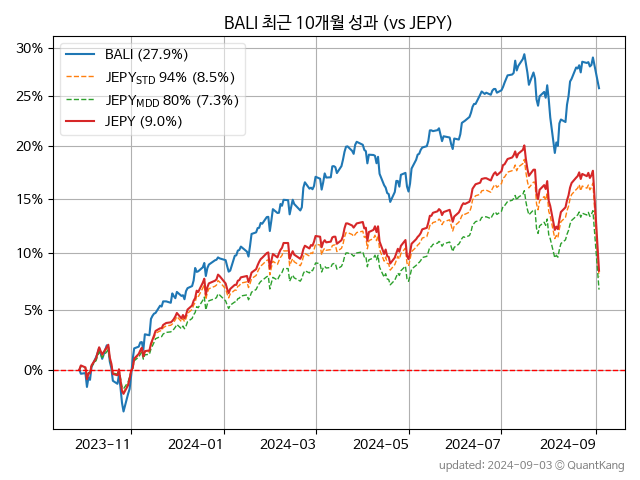 BALI 최근 10개월 성과 (vs JEPY)
BALI (27.9%)
JEPY_STD 94% (8.5%)
JEPY_MDD 80% (7.3%)
JEPY (9.0%)
30%
25%
20%
15%
10%
5%
0%
2023-11 2024-01 2024-03 2024-05 2024-07 2024-09
updated: 2024-09-03 © QuantKang